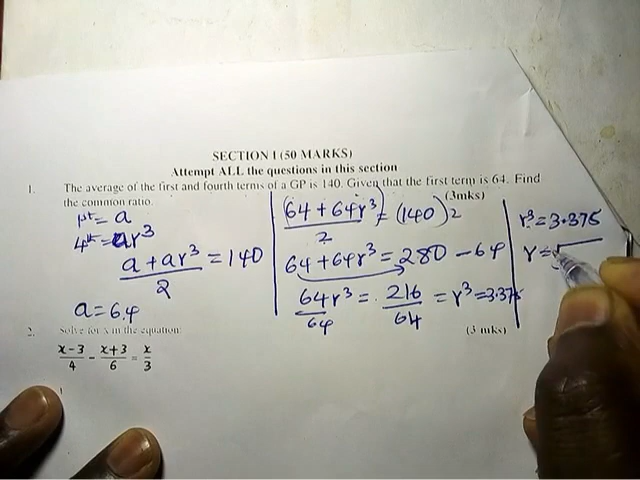 SECTION I (50 MARKS)
Attempt ALL the questions in this section
1. The average of the first and fourth terms of a GP is 140. Given that the first term is 64. Find
the common ratio. (3mks)
1st = a
4th = ar³
a + ar³ / 2 = 140
a = 64
(64 + 64r³ / 2) = (140)2
64 + 64r³ = 280 - 64
64r³ / 64 = 216 / 64 = r³ = 3.375
r³ = 3.375
r = √
2. Solve for x in the equation (3 mks)
x-3 / 4 - x+3 / 6 = x / 3